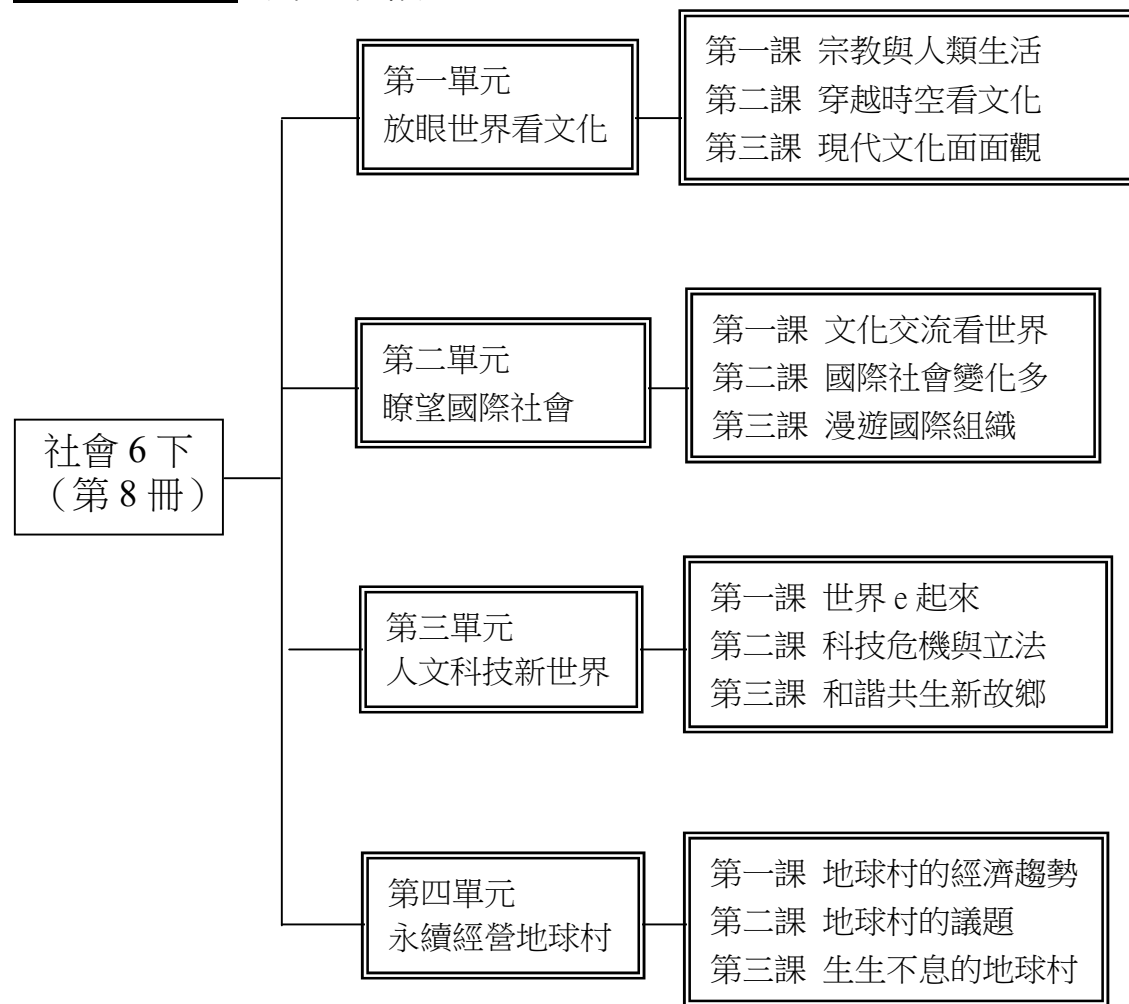 社會 6 下
（第 8 冊）
第一單元
放眼世界看文化
第一課 宗教與人類生活
第二課 穿越時空看文化
第三課 現代文化面面觀
第二單元
瞭望國際社會
第一課 文化交流看世界
第二課 國際社會變化多
第三課 漫遊國際組織
第三單元
人文科技新世界
第一課 世界 e 起來
第二課 科技危機與立法
第三課 和諧共生新故鄉
第四單元
永續經營地球村
第一課 地球村的經濟趨勢
第二課 地球村的議題
第三課 生生不息的地球村